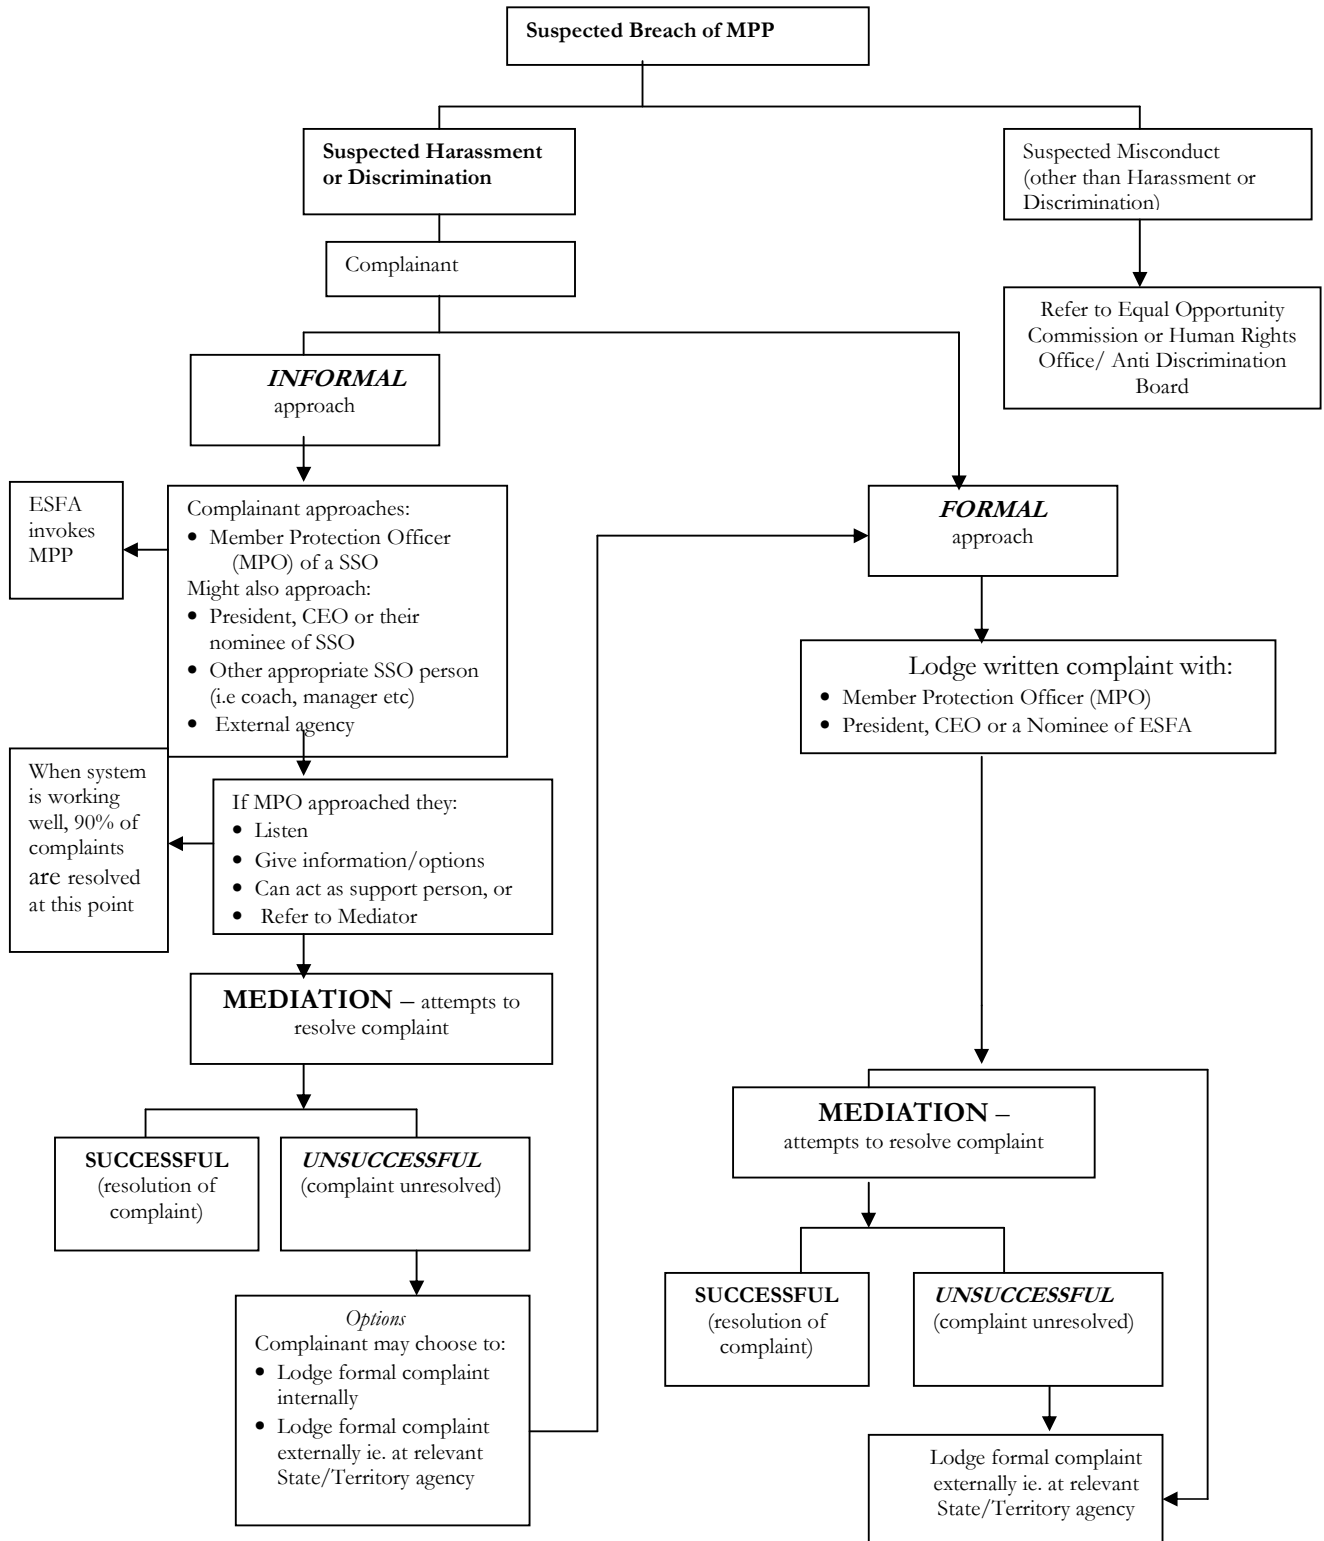 Suspected Breach of MPP
Suspected Harassment
or Discrimination
Suspected Misconduct
(other than Harassment or
Discrimination)
Complainant
Refer to Equal Opportunity
Commission or Human Rights
Office/ Anti Discrimination
Board
INFORMAL
approach
ESFA
invokes
MPP
Complainant approaches:
• Member Protection Officer
(MPO) of a SSO
Might also approach:
• President, CEO or their
nominee of SSO
• Other appropriate SSO person
(i.e coach, manager etc)
• External agency
FORMAL
approach
Lodge written complaint with:
• Member Protection Officer (MPO)
• President, CEO or a Nominee of ESFA
When system
is working
well, 90% of
complaints
are resolved
at this point
If MPO approached they:
• Listen
• Give information/options
• Can act as support person, or
• Refer to Mediator
MEDIATION – attempts to
resolve complaint
SUCCESSFUL
(resolution of
complaint)
UNSUCCESSFUL
(complaint unresolved)
Options
Complainant may choose to:
• Lodge formal complaint
internally
• Lodge formal complaint
externally ie. at relevant
State/Territory agency
MEDIATION –
attempts to resolve complaint
SUCCESSFUL
(resolution of
complaint)
UNSUCCESSFUL
(complaint unresolved)
Lodge formal complaint
externally ie. at relevant
State/Territory agency